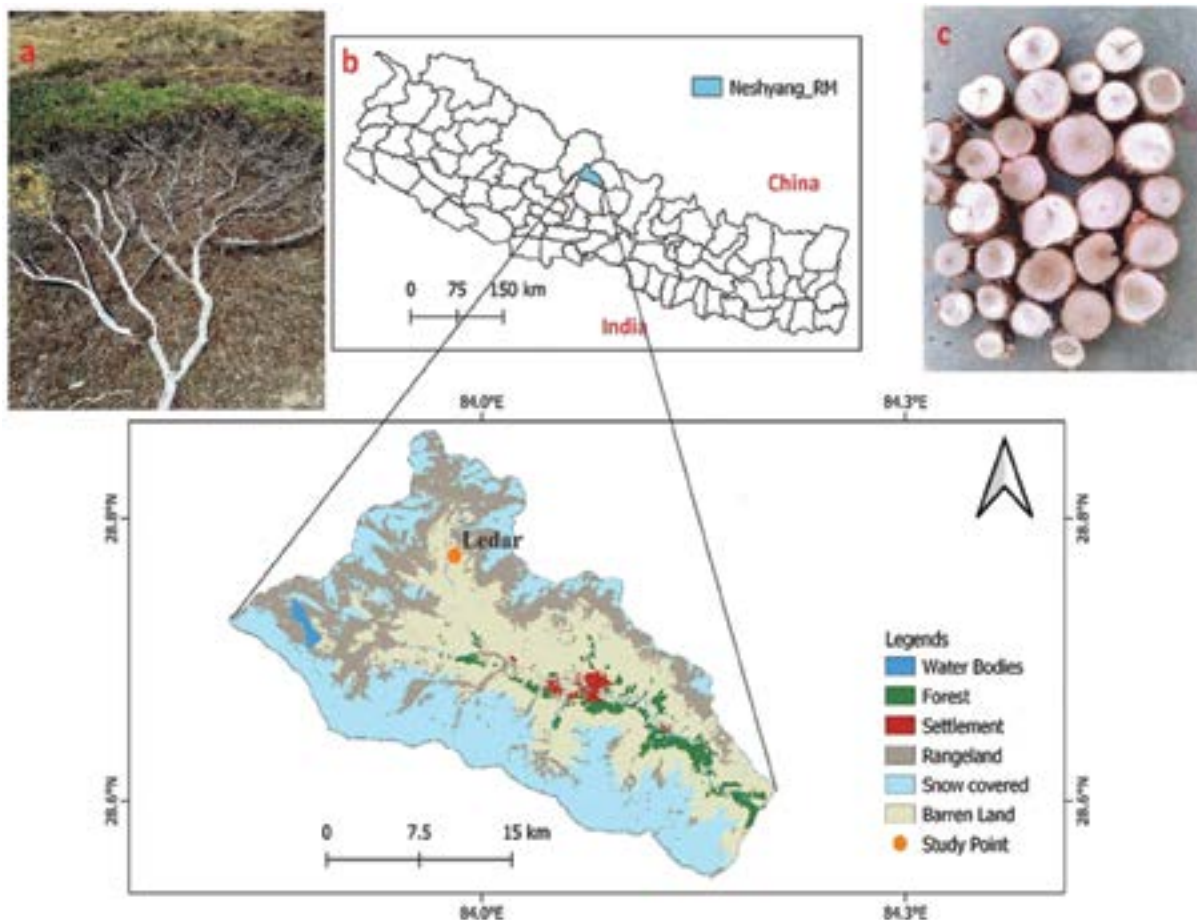 a
b
Neshyang_RM
China
0 75 150 km
India
c
84.0°E
84.3°E
28.8°N
28.8°N
Ledar
Legends
Water Bodies
Forest
Settlement
Rangeland
Snow covered
Barren Land
Study Point
28.6°N
28.6°N
0 7.5 15 km
84.0°E
84.3°E